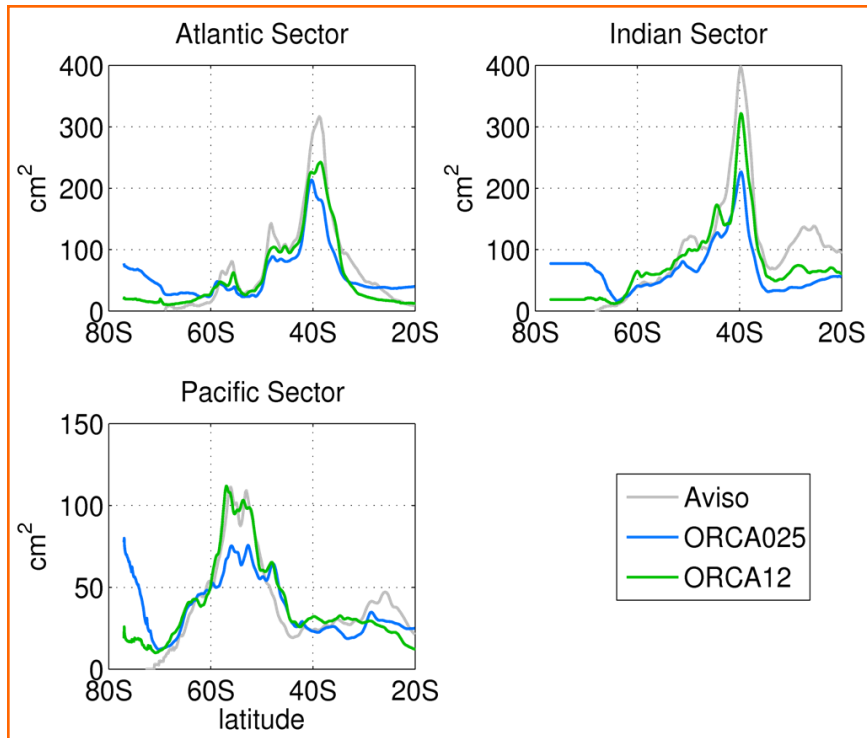 Atlantic Sector
400
300
200
100
0
cm²
80S 60S 40S 20S
Indian Sector
400
300
200
100
0
cm²
80S 60S 40S 20S
Pacific Sector
150
100
50
0
cm²
80S 60S 40S 20S
latitude
Aviso
ORCA025
ORCA12